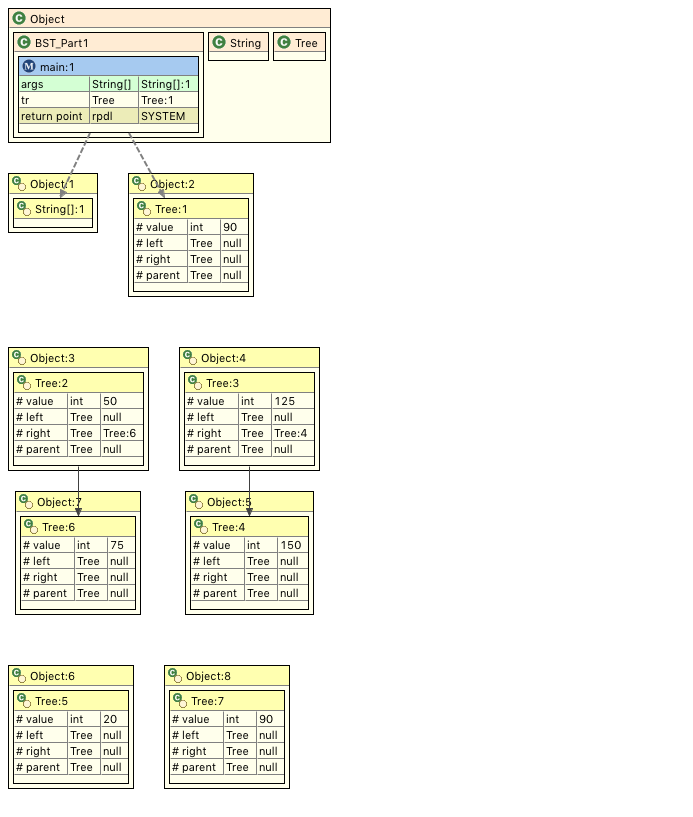 Object
BST_Part1
String
Tree
main:1
args String[] String[]:1
tr Tree Tree:1
return point rpdl SYSTEM
Object:1
String[]:1
Object:2
Tree:1
# value int 90
# left Tree null
# right Tree null
# parent Tree null
Object:3
Tree:2
# value int 50
# left Tree null
# right Tree Tree:6
# parent Tree null
Object:4
Tree:3
# value int 125
# left Tree null
# right Tree Tree:4
# parent Tree null
Object:7
Tree:6
# value int 75
# left Tree null
# right Tree null
# parent Tree null
Object:5
Tree:4
# value int 150
# left Tree null
# right Tree null
# parent Tree null
Object:6
Tree:5
# value int 20
# left Tree null
# right Tree null
# parent Tree null
Object:8
Tree:7
# value int 90
# left Tree null
# right Tree null
# parent Tree null